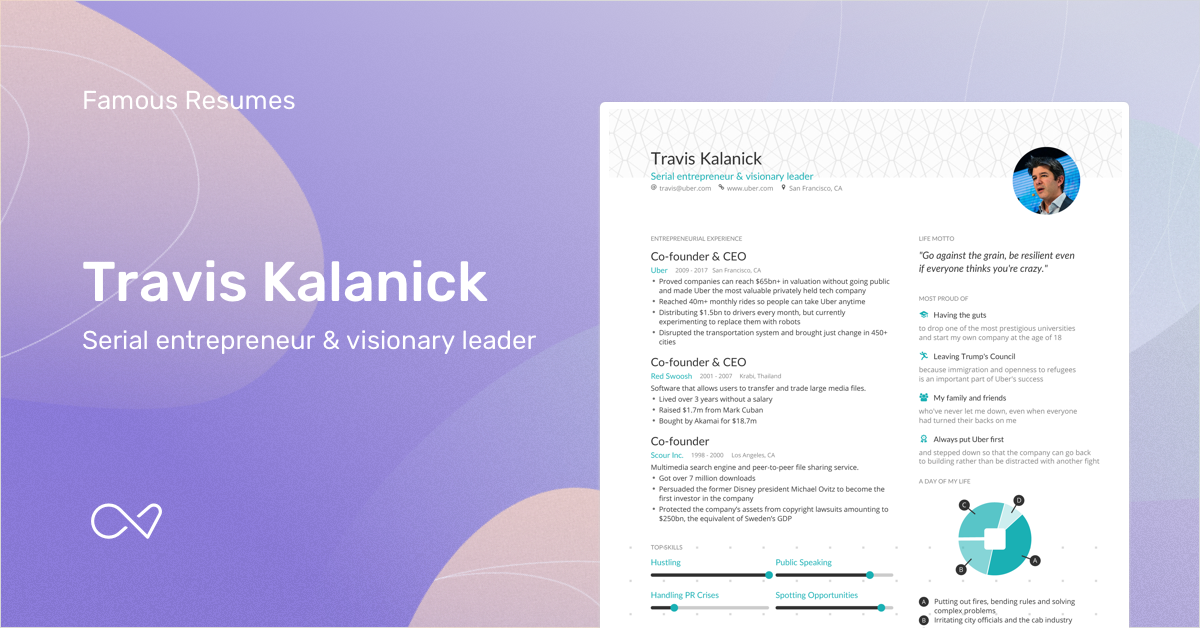 Famous Resumes
Travis Kalanick
Serial entrepreneur & visionary leader
Travis Kalanick
Serial entrepreneur & visionary leader
travis@uber.com www.uber.com San Francisco, CA
ENTREPRENEURIAL EXPERIENCE
Co-founder & CEO
Uber 2009 - 2017 San Francisco, CA
• Proved companies can reach $65bn+ in valuation without going public
and made Uber the most valuable privately held tech company
• Reached 40m+ monthly rides so people can take Uber anytime
• Distributing $1.5bn to drivers every month, but currently
experimenting to replace them with robots
• Disrupted the transportation system and brought just change in 450+
cities
Co-founder & CEO
Red Swoosh 2001 - 2007 Krabi, Thailand
Software that allows users to transfer and trade large media files.
• Lived over 3 years without a salary
• Raised $1.7m from Mark Cuban
• Bought by Akamai for $18.7m
Co-founder
Scour Inc. 1998 - 2000 Los Angeles, CA
Multimedia search engine and peer-to-peer file sharing service.
• Got over 7 million downloads
• Persuaded the former Disney president Michael Ovitz to become the
first investor in the company
• Protected the company's assets from copyright lawsuits amounting to
$250bn, the equivalent of Sweden's GDP
TOP SKILLS
Hustling Public Speaking
Handling PR Crises Spotting Opportunities
LIFE MOTTO
"Go against the grain, be resilient even
if everyone thinks you're crazy."
MOST PROUD OF
Having the guts
to drop one of the most prestigious universities
and start my own company at the age of 18
Leaving Trump's Council
because immigration and openness to refugees
is an important part of Uber's success
My family and friends
who've never let me down, even when everyone
had turned their backs on me
Always put Uber first
and stepped down so that the company can go back
to building rather than be distracted with another fight
A DAY OF MY LIFE
C D
B A
A Putting out fires, bending rules and solving
complex problems
B Irritating city officials and the cab industry